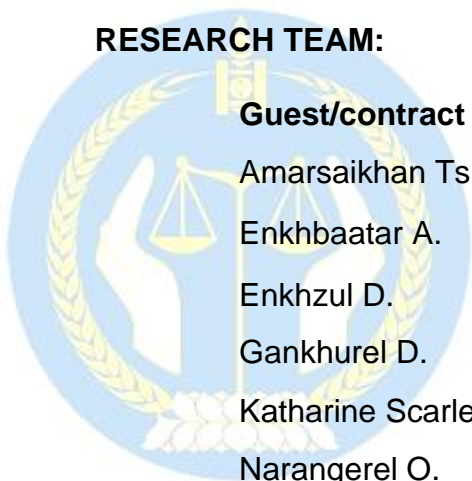 RESEARCH TEAM:
Guest/contract
Amarsaikhan Ts
Enkhbaatar A.
Enkhzul D.
Gankhurel D.
Katharine Scarle
Narangerel O.